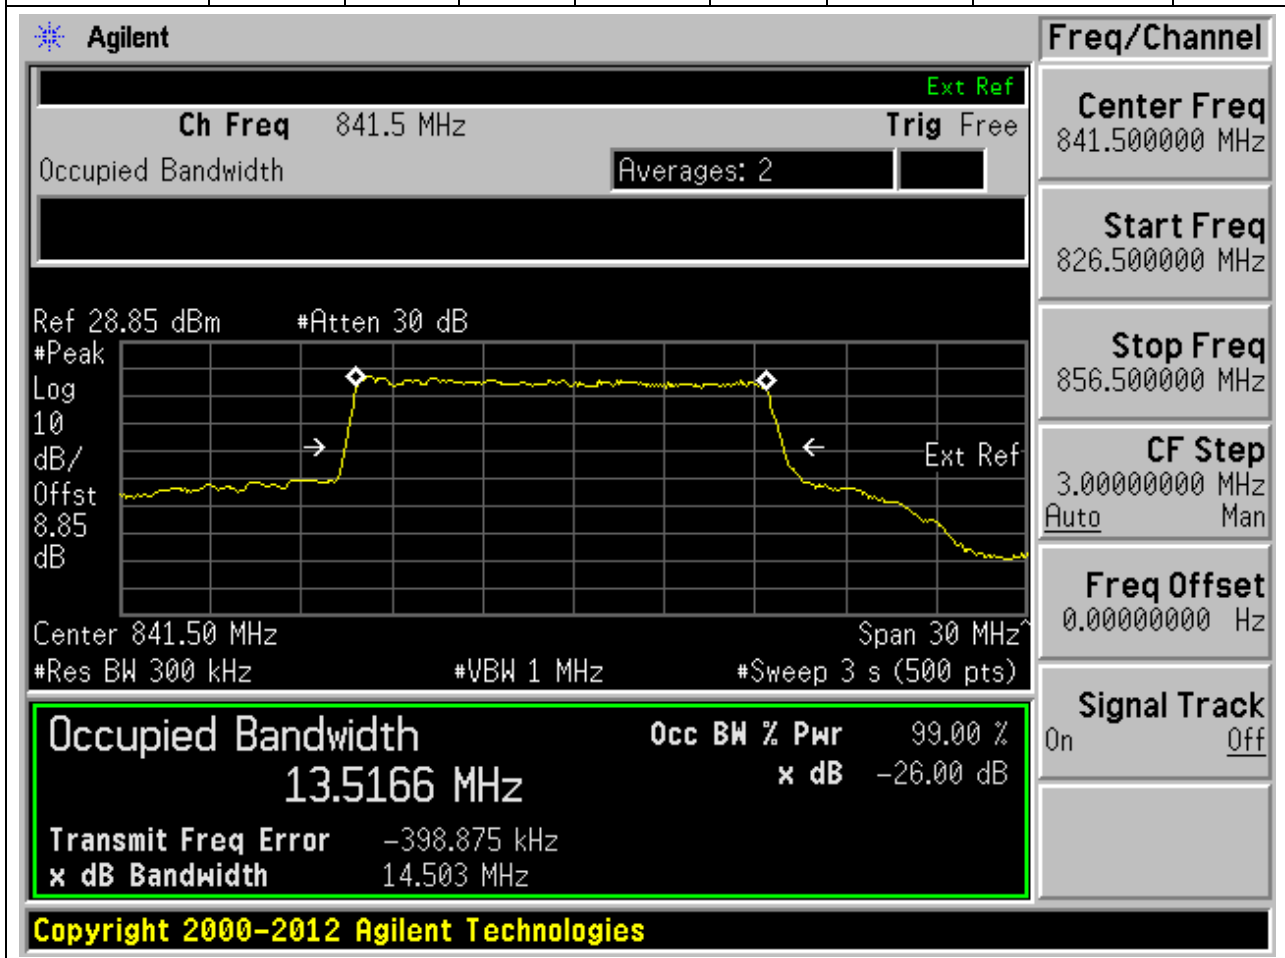 Agilent
Freq/Channel
Ext Ref
Ch Freq 841.5 MHz Trig Free
Occupied Bandwidth Averages: 2
Center Freq
841.500000 MHz
Start Freq
826.500000 MHz
Stop Freq
856.500000 MHz
CF Step
3.00000000 MHz
Auto Man
Freq Offset
0.00000000 Hz
Signal Track
On Off
Ref 28.85 dBm #Atten 30 dB
#Peak
Log
10
dB/
Offst
8.85
dB
Ext Ref
Center 841.50 MHz Span 30 MHz^
#Res BW 300 kHz #VBW 1 MHz #Sweep 3 s (500 pts)
Occupied Bandwidth
13.5166 MHz
Occ BW % Pwr 99.00 %
x dB -26.00 dB
Transmit Freq Error -398.875 kHz
x dB Bandwidth 14.503 MHz
Copyright 2000-2012 Agilent Technologies